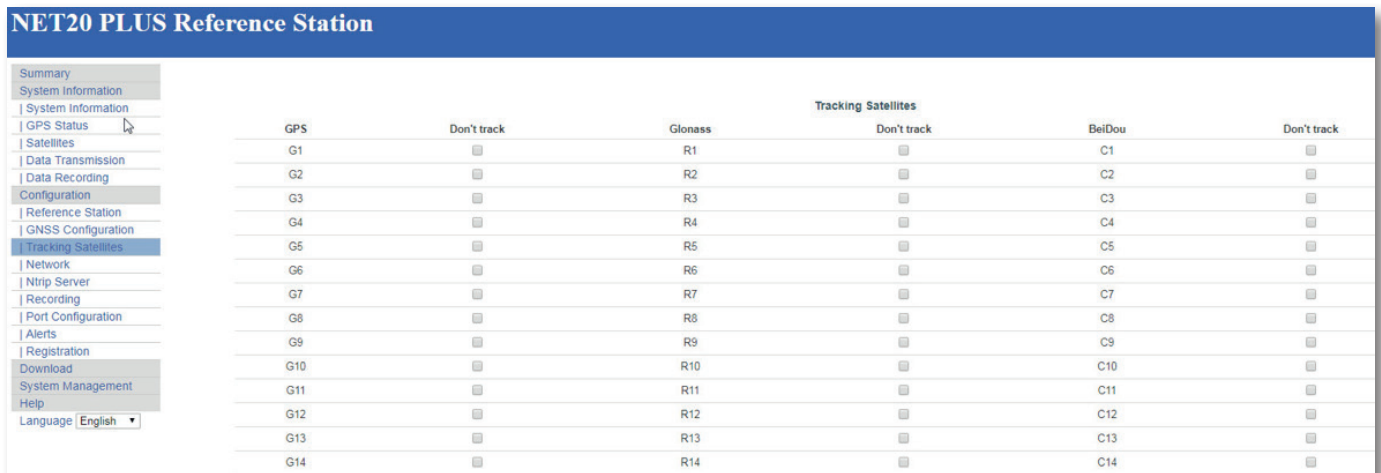 NET20 PLUS Reference Station
Summary
System Information
| System Information
| GPS Status
| Satellites
| Data Transmission
| Data Recording
Configuration
| Reference Station
| GNSS Configuration
| Tracking Satellites
| Network
| Ntrip Server
| Recording
| Port Configuration
| Alerts
| Registration
Download
System Management
Help
Language English
Tracking Satellites
GPS Don't track Glonass Don't track BeiDou Don't track
G1 R1 C1
G2 R2 C2
G3 R3 C3
G4 R4 C4
G5 R5 C5
G6 R6 C6
G7 R7 C7
G8 R8 C8
G9 R9 C9
G10 R10 C10
G11 R11 C11
G12 R12 C12
G13 R13 C13
G14 R14 C14